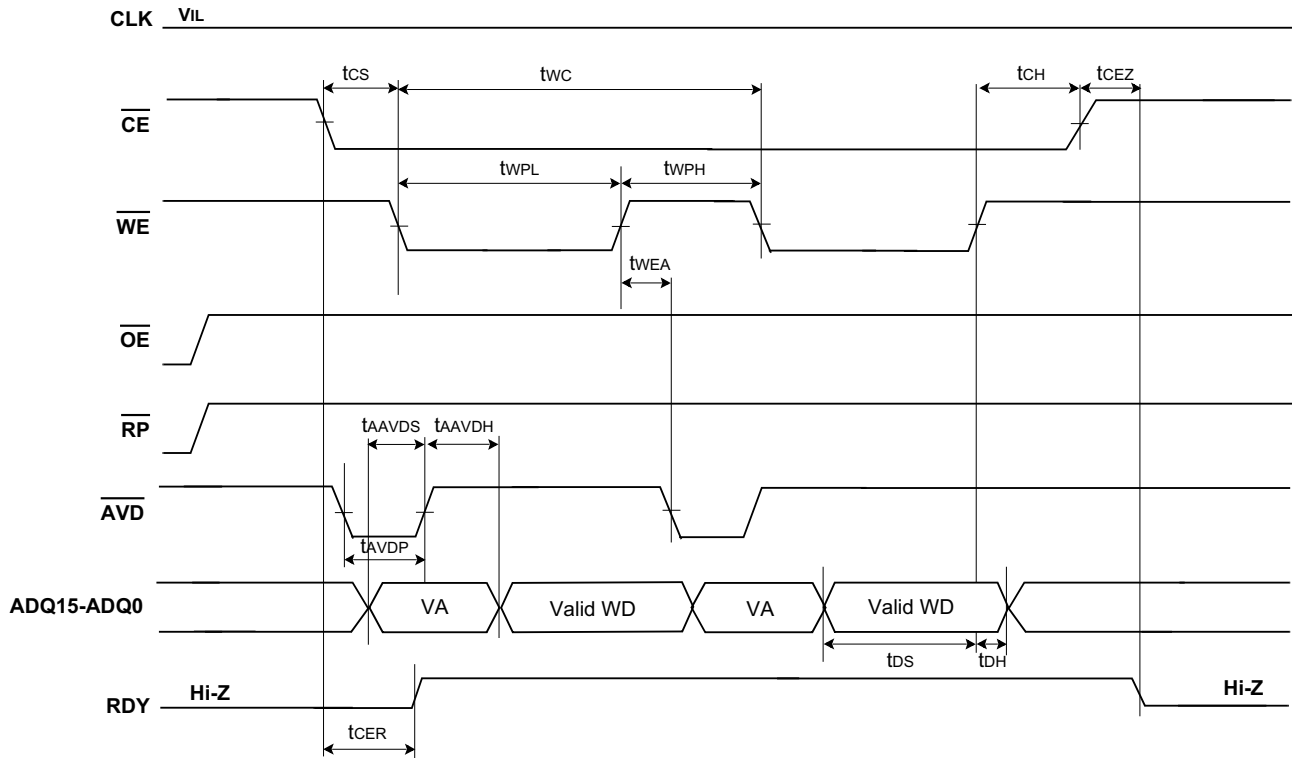 CLK VIL
tCS tWC tCH tCEZ
CE
tWPL tWPH
WE
tWEA
OE
RP
tAAVDS tAAVDH
AVD
tAVDP
ADQ15-ADQ0 VA Valid WD VA Valid WD
tDS tDH
RDY Hi-Z Hi-Z
tCER